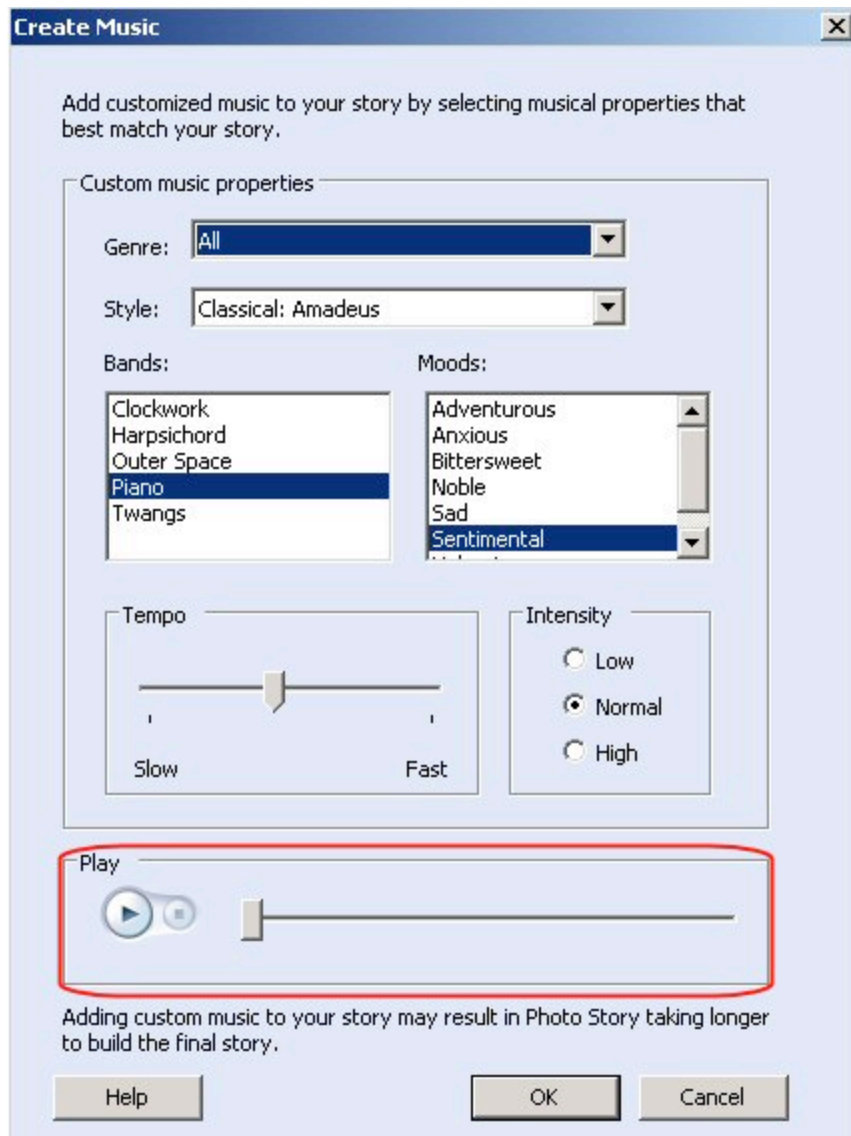 Create Music
Add customized music to your story by selecting musical properties that
best match your story.
Custom music properties
Genre: All
Style: Classical: Amadeus
Bands:
Moods:
Clockwork
Harpsichord
Outer Space
Piano
Twangs
Adventurous
Anxious
Bittersweet
Noble
Sad
Sentimental
Tempo
Slow
Fast
Intensity
Low
Normal
High
Play
Adding custom music to your story may result in Photo Story taking longer
to build the final story.
Help
OK
Cancel